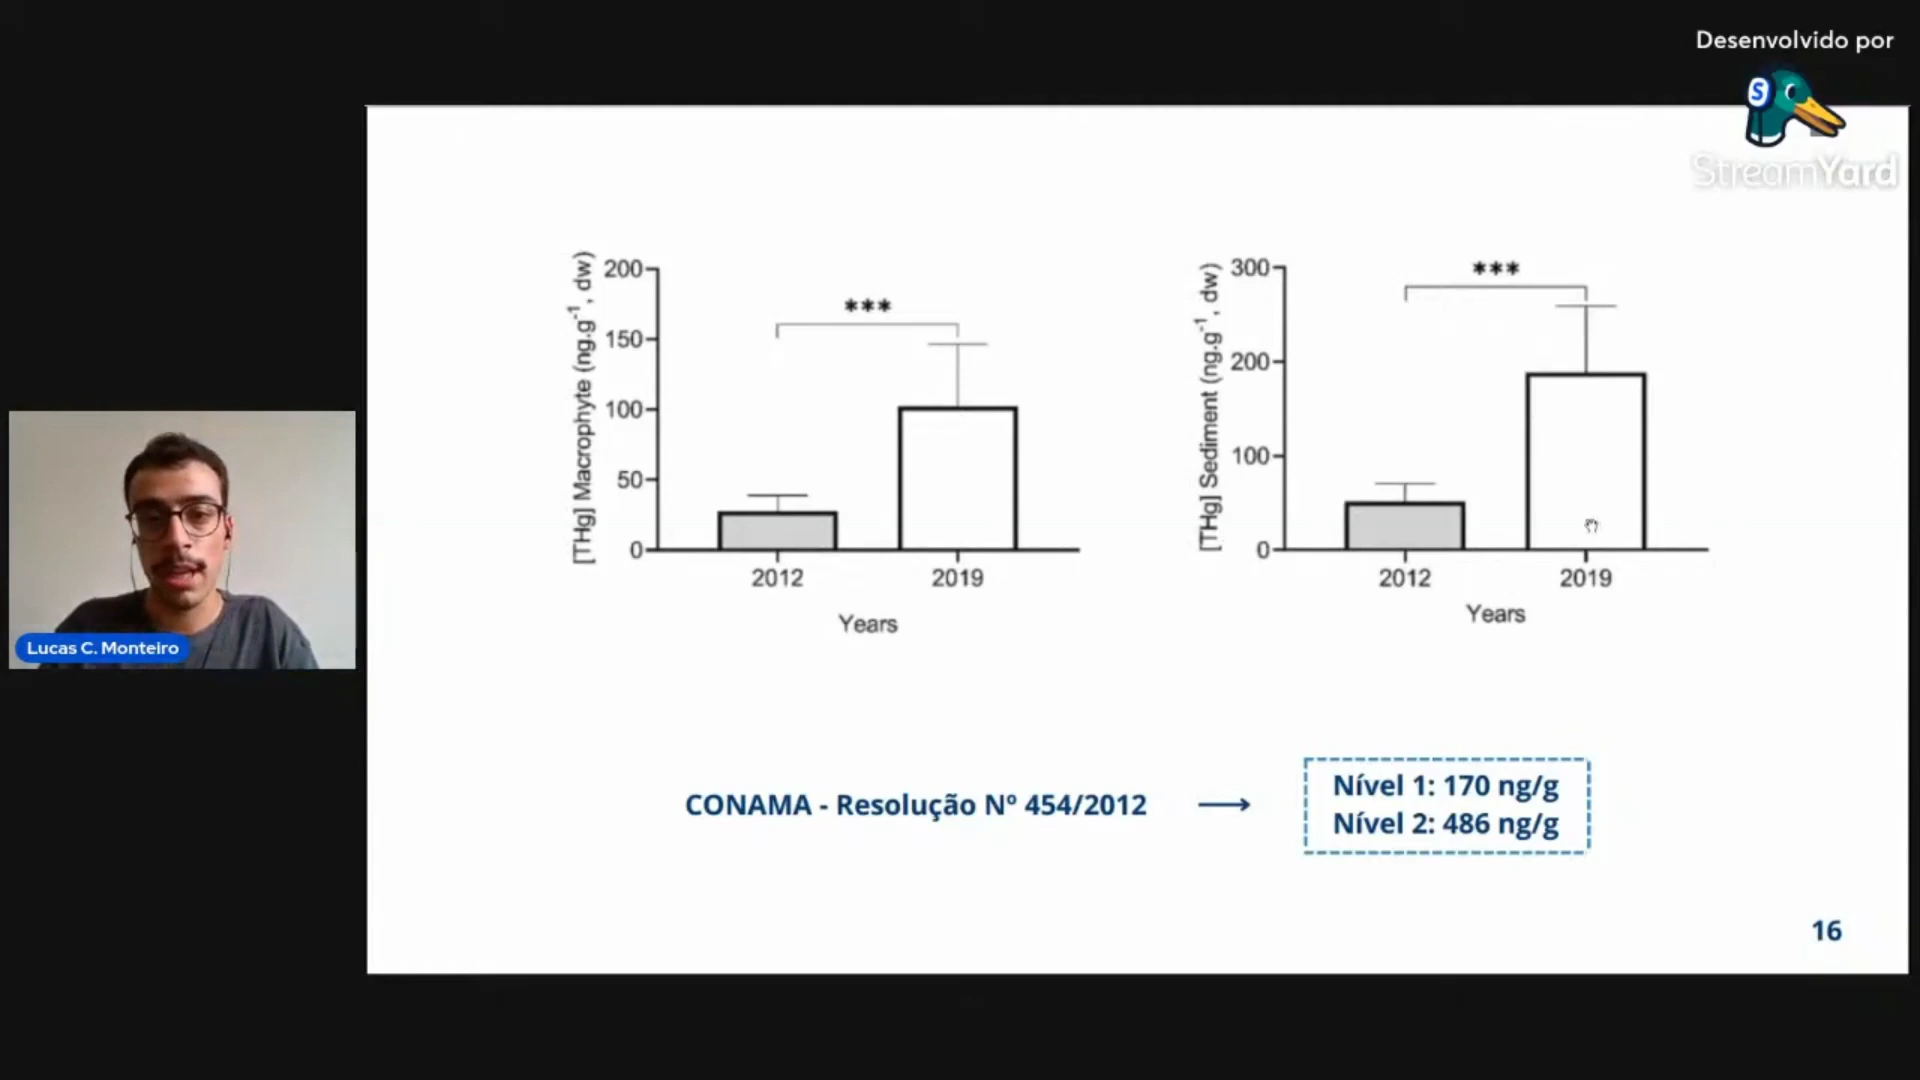 Desenvolvido por
S
StreamYard
[THg] Macrophyte (ng.g-1, dw)
200
150
100
50
0
***
2012 2019
Years
[THg] Sediment (ng.g-1, dw)
300
200
100
0
***
2012 2019
Years
Lucas C. Monteiro
CONAMA - Resolução Nº 454/2012
Nível 1: 170 ng/g
Nível 2: 486 ng/g
16